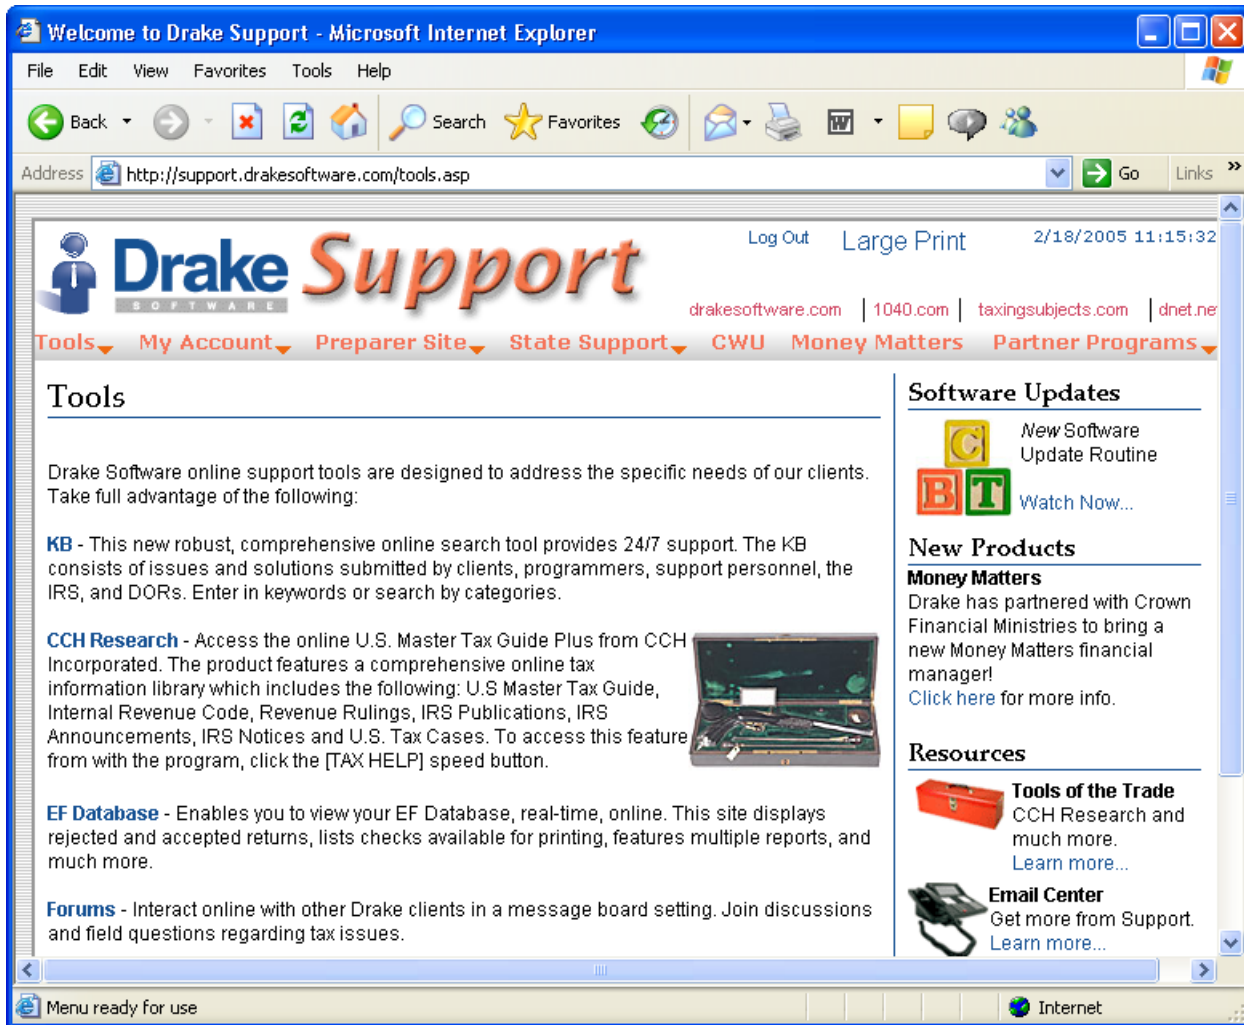 Welcome to Drake Support - Microsoft Internet Explorer
File Edit View Favorites Tools Help
Back Search Favorites W
Address http://support.drakesoftware.com/tools.asp Go Links »
Drake Support
SOFTWARE
Log Out Large Print 2/18/2005 11:15:32
drakesoftware.com | 1040.com | taxingsubjects.com | dnet.ne
Tools My Account Preparer Site State Support CWU Money Matters Partner Programs
Tools
Drake Software online support tools are designed to address the specific needs of our clients.
Take full advantage of the following:
KB - This new robust, comprehensive online search tool provides 24/7 support. The KB
consists of issues and solutions submitted by clients, programmers, support personnel, the
IRS, and DORs. Enter in keywords or search by categories.
CCH Research - Access the online U.S. Master Tax Guide Plus from CCH
Incorporated. The product features a comprehensive online tax
information library which includes the following: U.S Master Tax Guide,
Internal Revenue Code, Revenue Rulings, IRS Publications, IRS
Announcements, IRS Notices and U.S. Tax Cases. To access this feature
from with the program, click the [TAX HELP] speed button.
EF Database - Enables you to view your EF Database, real-time, online. This site displays
rejected and accepted returns, lists checks available for printing, features multiple reports, and
much more.
Forums - Interact online with other Drake clients in a message board setting. Join discussions
and field questions regarding tax issues.
Software Updates
C
B T
New Software
Update Routine
Watch Now...
New Products
Money Matters
Drake has partnered with Crown
Financial Ministries to bring a
new Money Matters financial
manager!
Click here for more info.
Resources
Tools of the Trade
CCH Research and
much more.
Learn more...
Email Center
Get more from Support.
Learn more...
Menu ready for use Internet